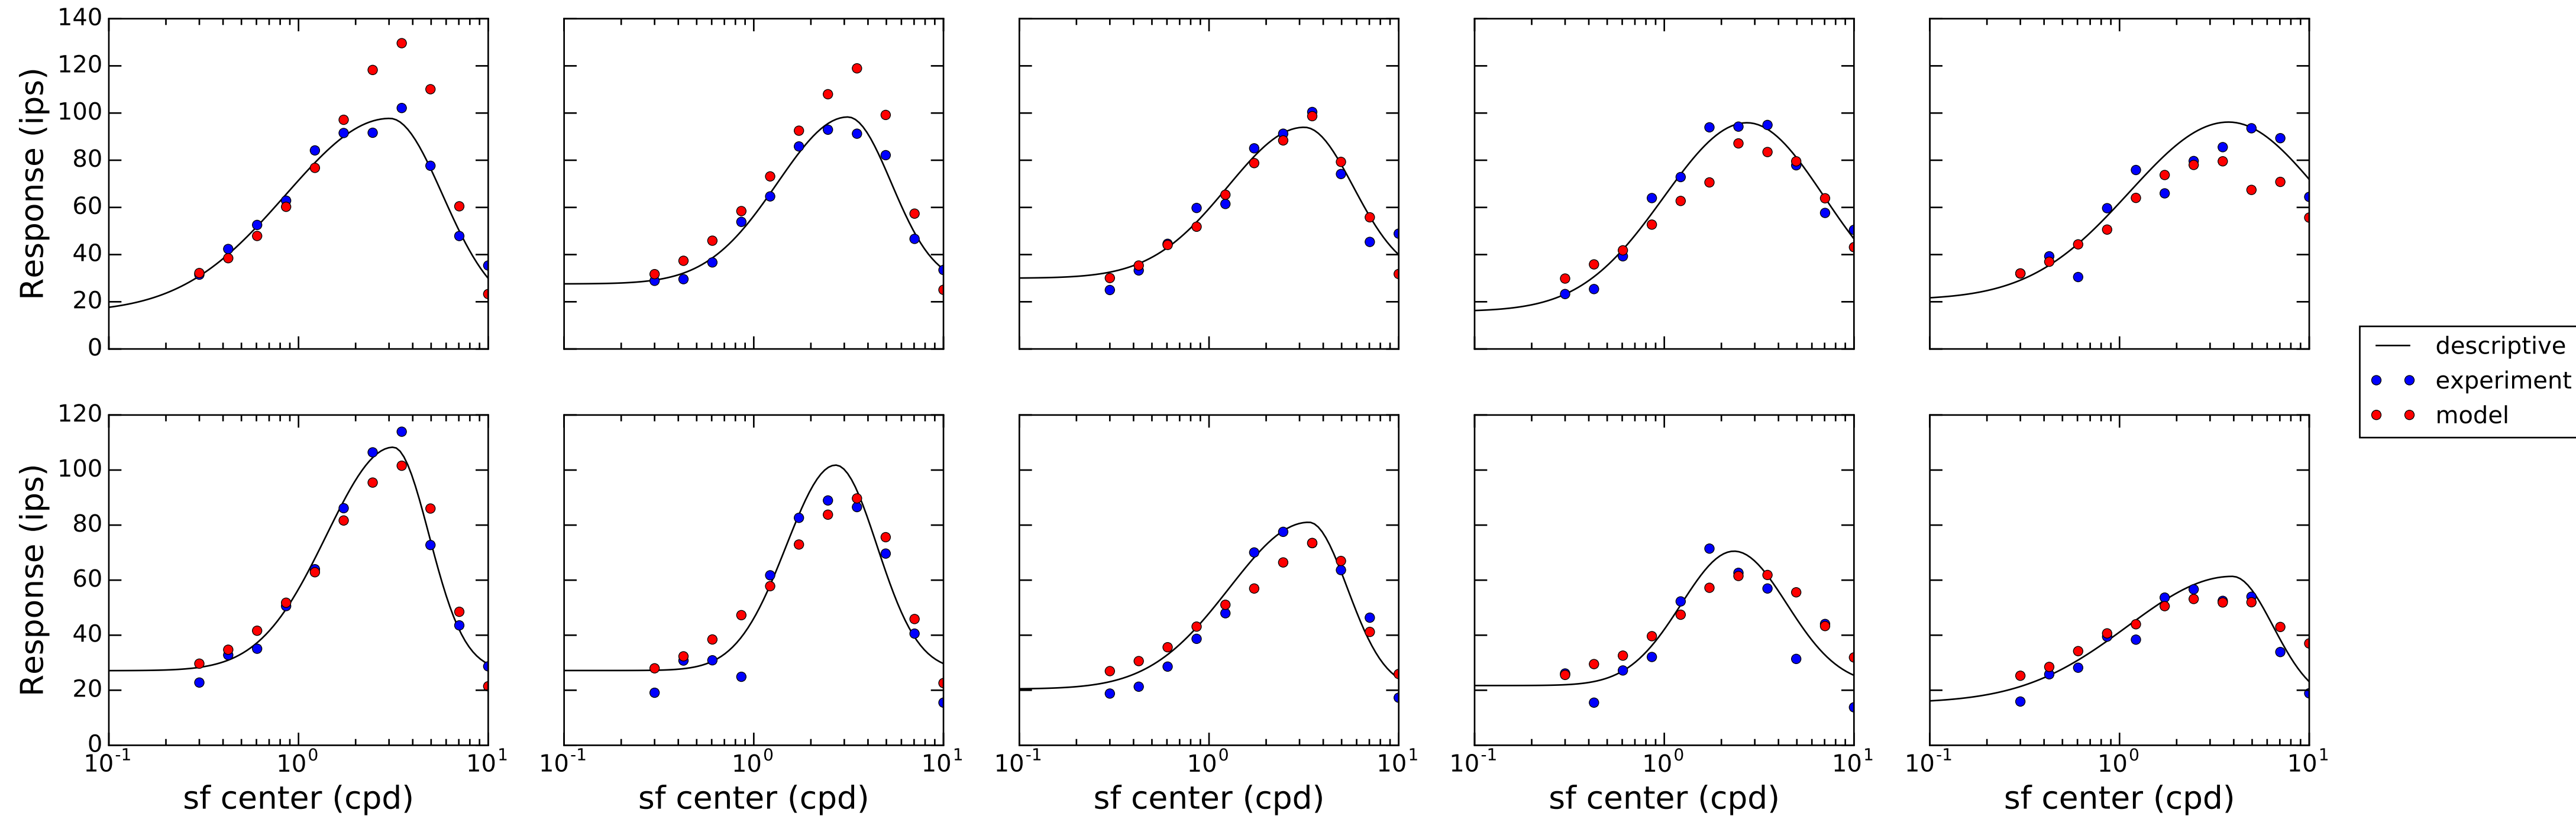 140
120
100
80
60
40
20
0
Response (ips)
descriptive
experiment
model
120
100
80
60
40
20
0
Response (ips)
10^-1 10^0 10^1 10^-1 10^0 10^1 10^-1 10^0 10^1 10^-1 10^0 10^1 10^-1 10^0 10^1
sf center (cpd) sf center (cpd) sf center (cpd) sf center (cpd) sf center (cpd)